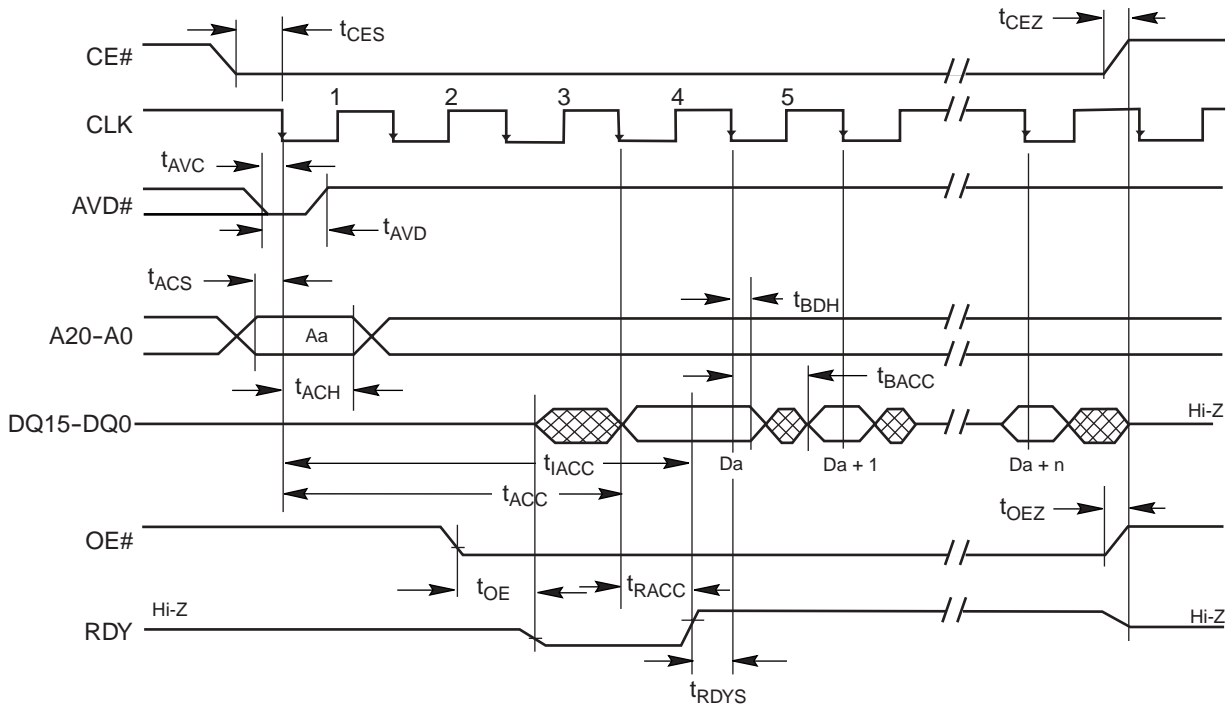 tCES
tCEZ
CE#
1 2 3 4 5
CLK
tAVC
AVD#
tAVD
tACS
tBDH
A20-A0
Aa
tACH
tBACC
DQ15-DQ0
Hi-Z
tIACC
Da
Da + 1
Da + n
tACC
tOEZ
OE#
tOE
tRACC
Hi-Z
RDY
Hi-Z
tRDYS